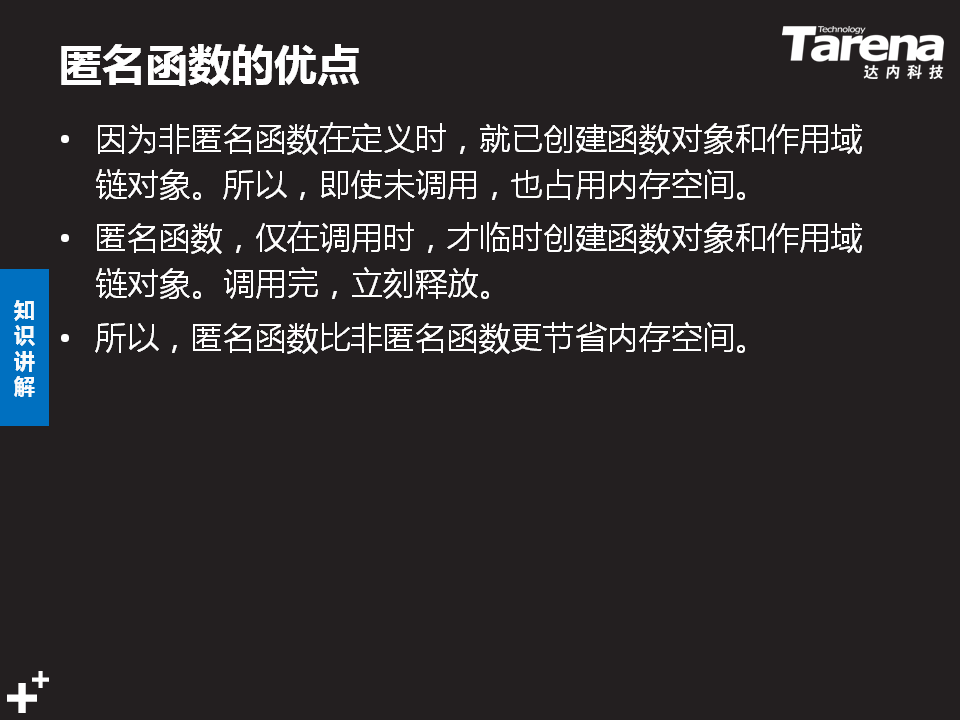 匿名函数的优点
Technology
Tarena
达内科技
• 因为非匿名函数在定义时，就已创建函数对象和作用域
链对象。所以，即使未调用，也占用内存空间。
• 匿名函数，仅在调用时，才临时创建函数对象和作用域
链对象。调用完，立刻释放。
• 所以，匿名函数比非匿名函数更节省内存空间。
知
识
讲
解